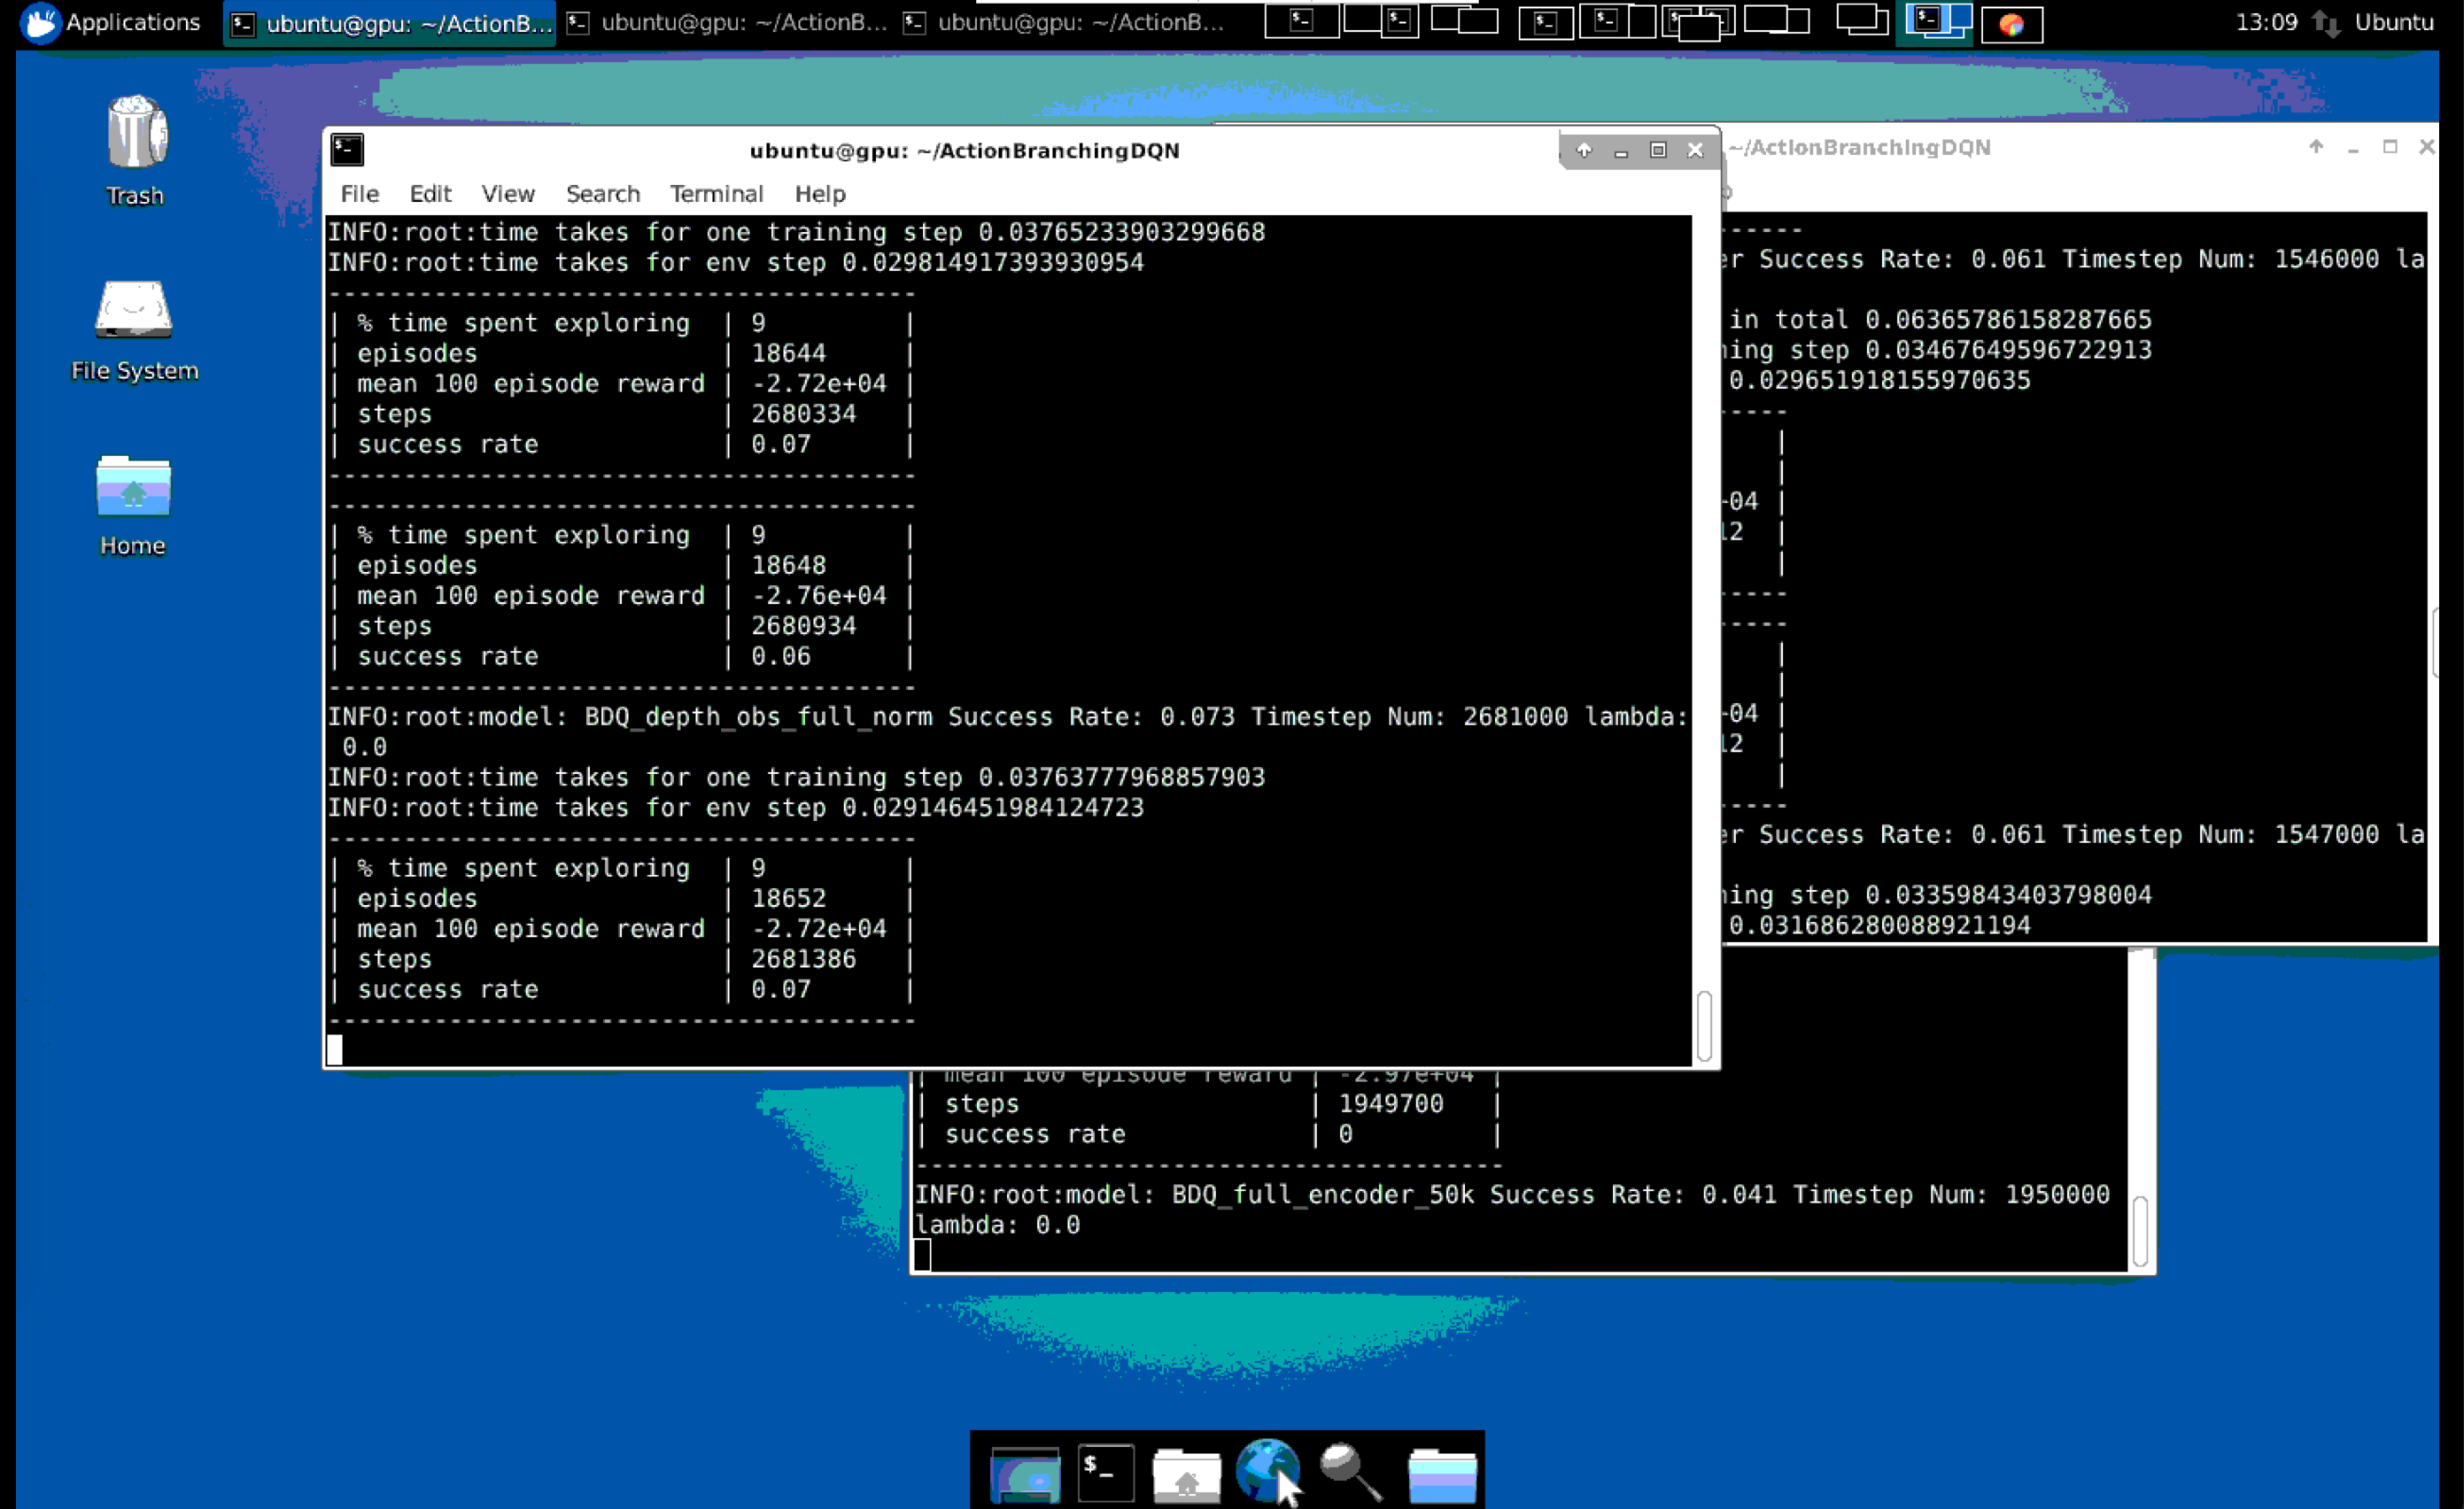 Applications
ubuntu@gpu: ~/ActionB...
ubuntu@gpu: ~/ActionB...
ubuntu@gpu: ~/ActionB...
13:09
Ubuntu
Trash
File System
Home
ubuntu@gpu: ~/ActionBranchingDQN
File Edit View Search Terminal Help
INFO:root:time takes for one training step 0.03765233903299668
INFO:root:time takes for env step 0.029814917393930954
----------------------------------------
| % time spent exploring | 9 |
| episodes | 18644 |
| mean 100 episode reward | -2.72e+04 |
| steps | 2680334 |
| success rate | 0.07 |
----------------------------------------
----------------------------------------
| % time spent exploring | 9 |
| episodes | 18648 |
| mean 100 episode reward | -2.76e+04 |
| steps | 2680934 |
| success rate | 0.06 |
----------------------------------------
INFO:root:model: BDQ_depth_obs_full_norm Success Rate: 0.073 Timestep Num: 2681000 lambda:
0.0
INFO:root:time takes for one training step 0.03763777968857903
INFO:root:time takes for env step 0.029146451984124723
----------------------------------------
| % time spent exploring | 9 |
| episodes | 18652 |
| mean 100 episode reward | -2.72e+04 |
| steps | 2681386 |
| success rate | 0.07 |
----------------------------------------
~/ActionBranchingDQN
------
er Success Rate: 0.061 Timestep Num: 1546000 la
in total 0.06365786158287665
ning step 0.03467649596722913
0.029651918155970635
-----
|
|
-04 |
12 |
|
-----
-----
|
|
-04 |
12 |
|
-----
er Success Rate: 0.061 Timestep Num: 1547000 la
ning step 0.03359843403798004
0.031686280088921194
| mean 100 episode reward | -2.97e+04 |
| steps | 1949700 |
| success rate | 0 |
----------------------------------------
INFO:root:model: BDQ_full_encoder_50k Success Rate: 0.041 Timestep Num: 1950000
lambda: 0.0